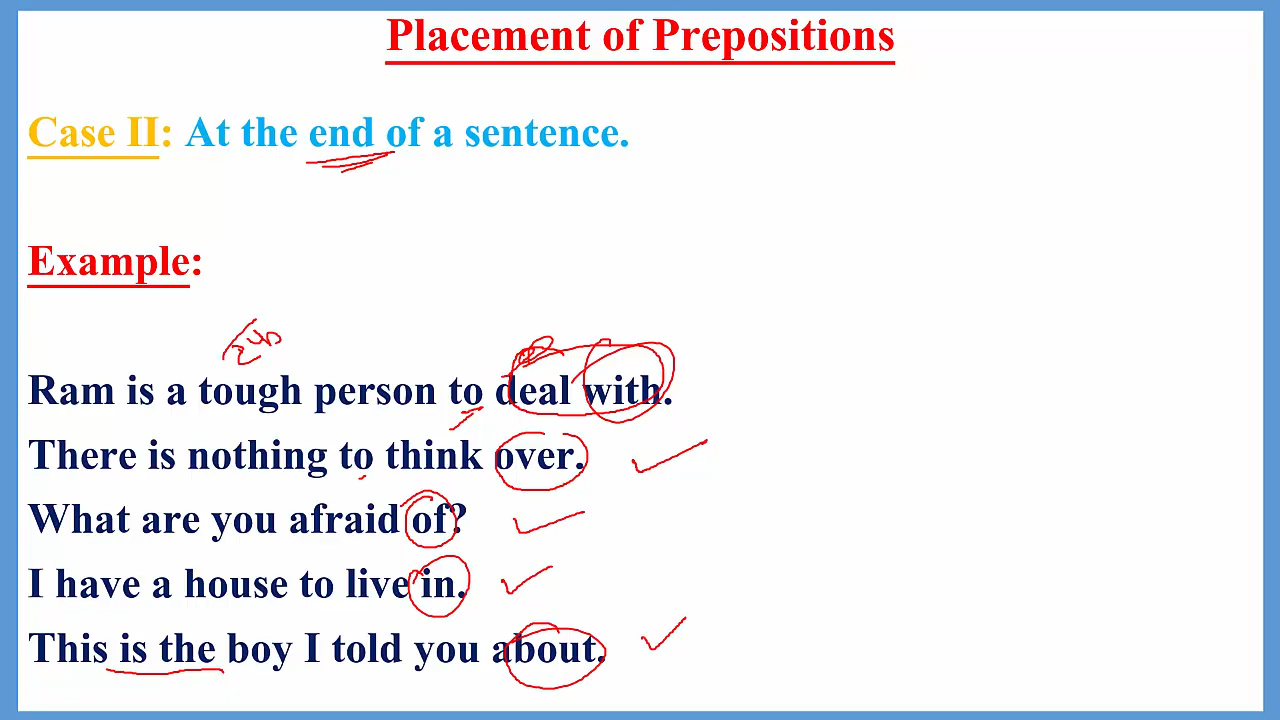 Placement of Prepositions
Case II: At the end of a sentence.
Example:
Ram is a tough person to deal with.
There is nothing to think over.
What are you afraid of?
I have a house to live in.
This is the boy I told you about.